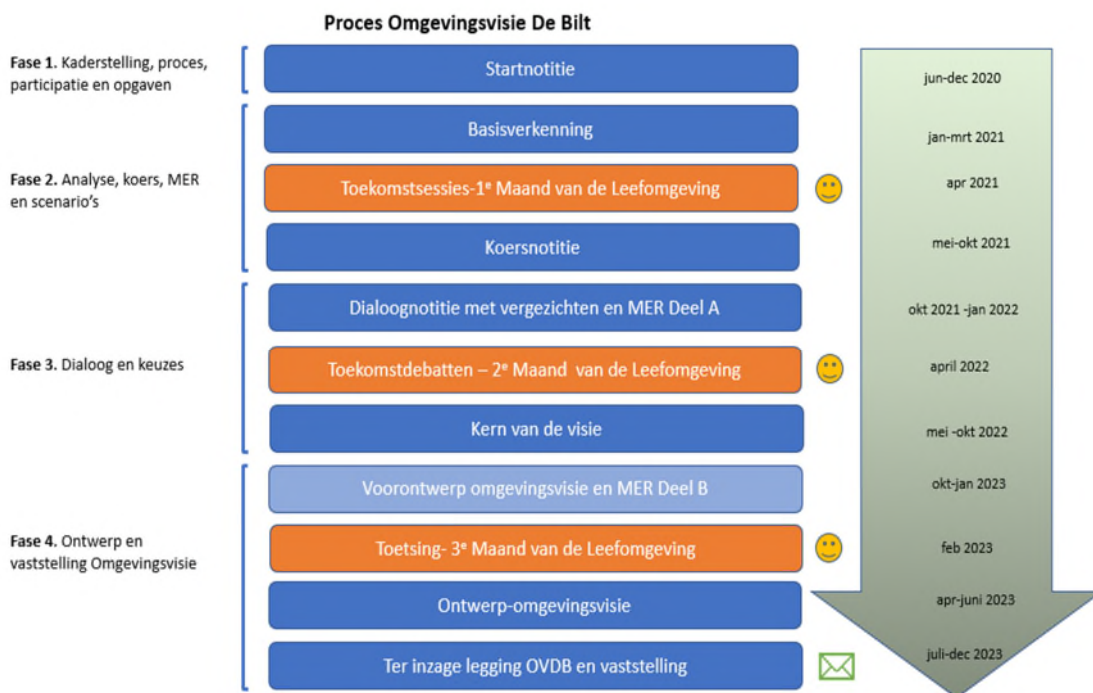 Proces Omgevingsvisie De Bilt
Fase 1. Kaderstelling, proces,
participatie en opgaven
Startnotitie
jun-dec 2020
Basisverkenning
jan-mrt 2021
Fase 2. Analyse, koers, MER
en scenario's
Toekomstsessies-1e Maand van de Leefomgeving
apr 2021
Koersnotitie
mei-okt 2021
Dialoognotitie met vergezichten en MER Deel A
okt 2021 -jan 2022
Fase 3. Dialoog en keuzes
Toekomstdebatten – 2e Maand van de Leefomgeving
april 2022
Kern van de visie
mei -okt 2022
Voorontwerp omgevingsvisie en MER Deel B
okt-jan 2023
Fase 4. Ontwerp en
vaststelling Omgevingsvisie
Toetsing- 3e Maand van de Leefomgeving
feb 2023
Ontwerp-omgevingsvisie
apr-juni 2023
Ter inzage legging OVDB en vaststelling
juli-dec 2023